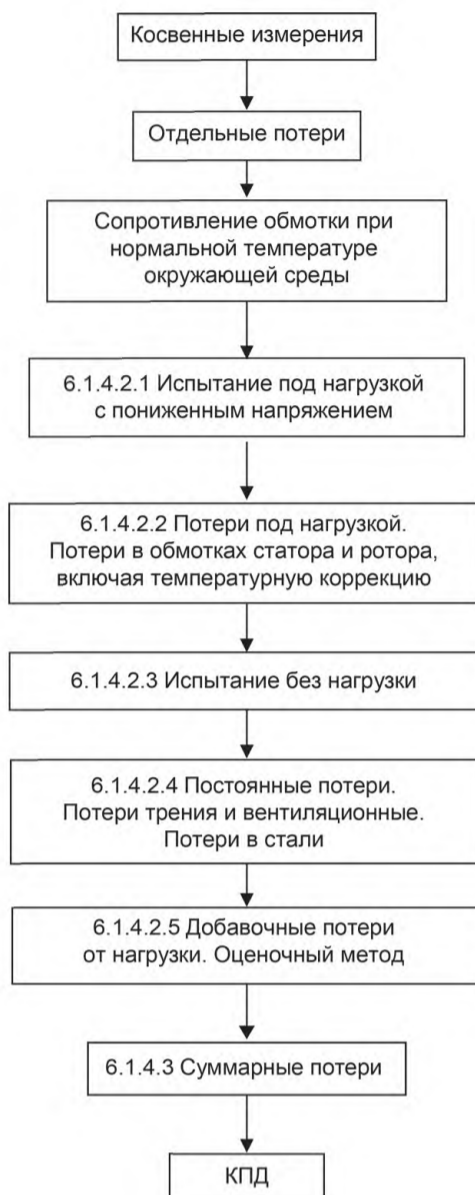 Косвенные измерения
Отдельные потери
Сопротивление обмотки при
нормальной температуре
окружающей среды
6.1.4.2.1 Испытание под нагрузкой
с пониженным напряжением
6.1.4.2.2 Потери под нагрузкой.
Потери в обмотках статора и ротора,
включая температурную коррекцию
6.1.4.2.3 Испытание без нагрузки
6.1.4.2.4 Постоянные потери.
Потери трения и вентиляционные.
Потери в стали
6.1.4.2.5 Добавочные потери
от нагрузки. Оценочный метод
6.1.4.3 Суммарные потери
КПД